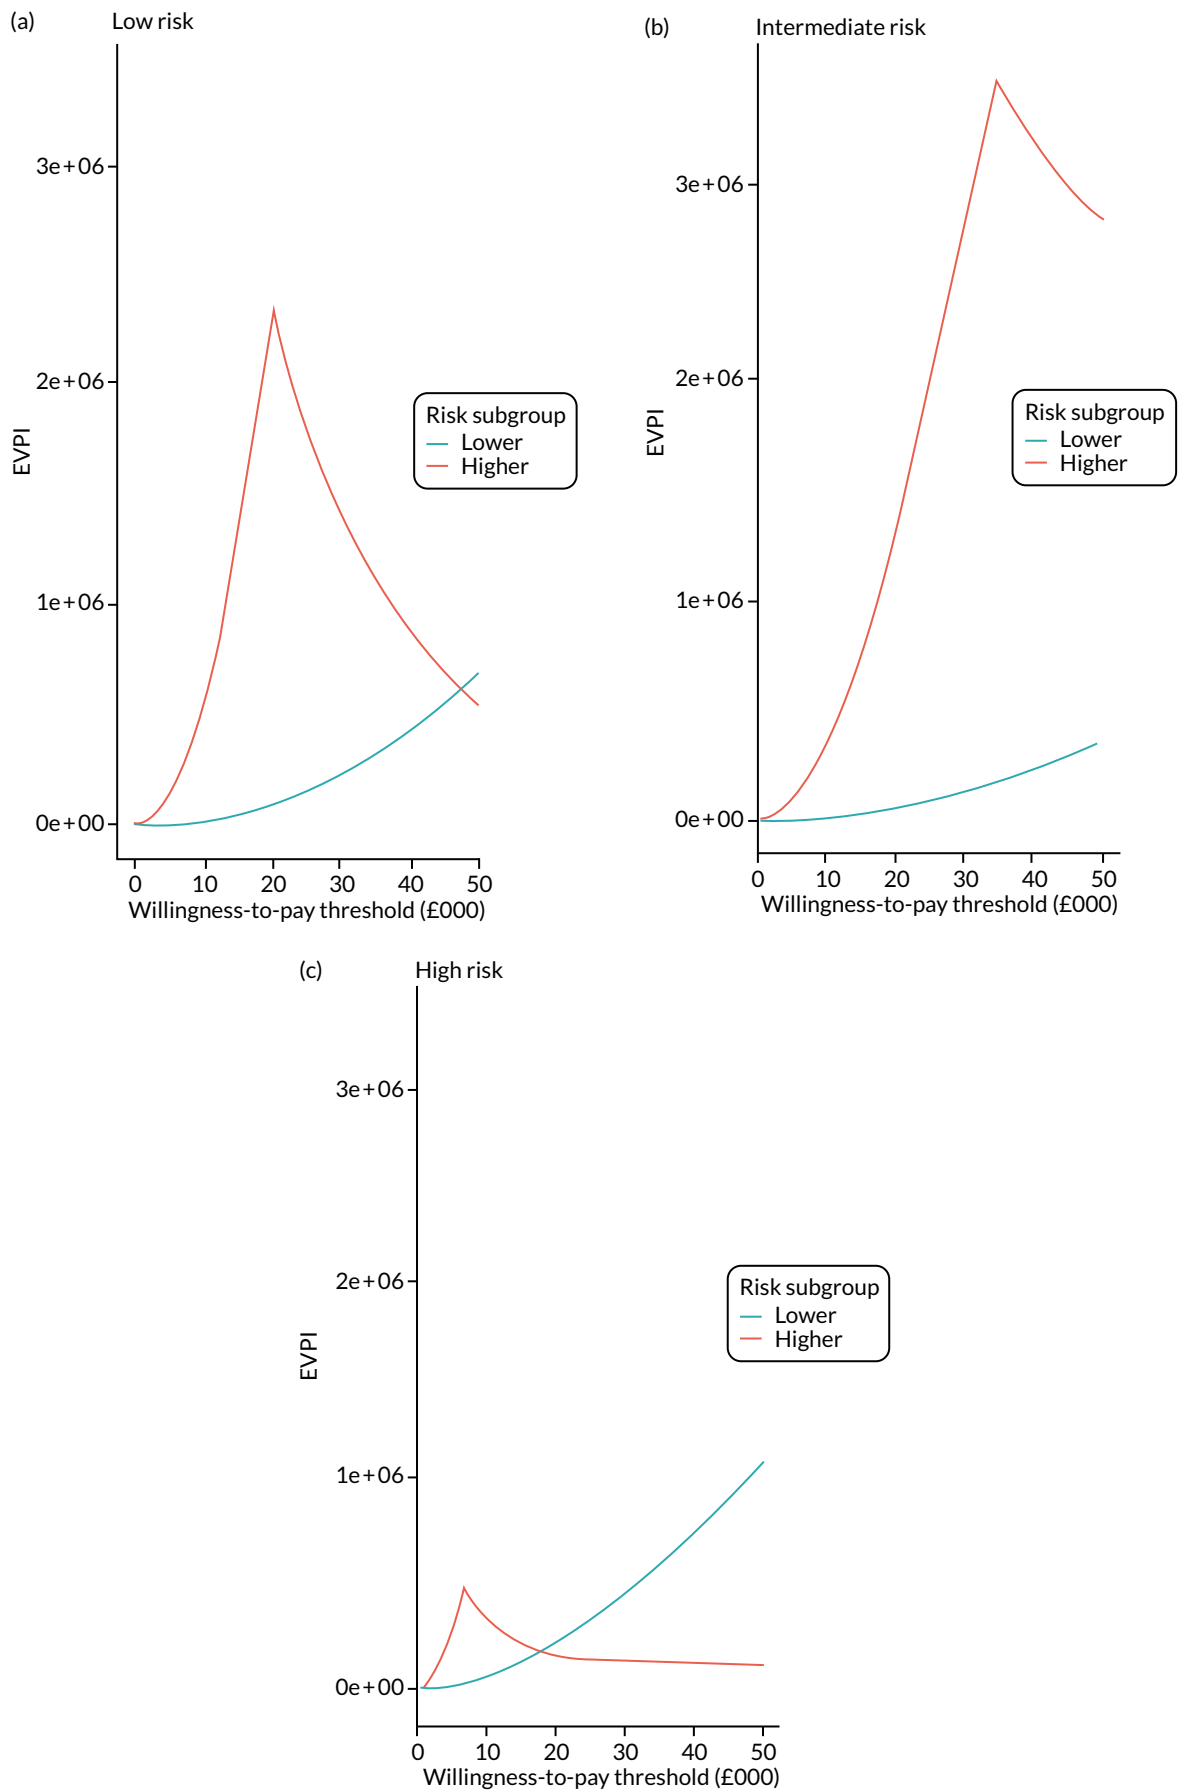 (a)
Low risk
3e+06
2e+06
1e+06
0e+00
EVPI
0 10 20 30 40 50
Willingness-to-pay threshold (£000)
Risk subgroup
Lower
Higher
(b)
Intermediate risk
3e+06
2e+06
1e+06
0e+00
EVPI
0 10 20 30 40 50
Willingness-to-pay threshold (£000)
Risk subgroup
Lower
Higher
(c)
High risk
3e+06
2e+06
1e+06
0e+00
EVPI
0 10 20 30 40 50
Willingness-to-pay threshold (£000)
Risk subgroup
Lower
Higher